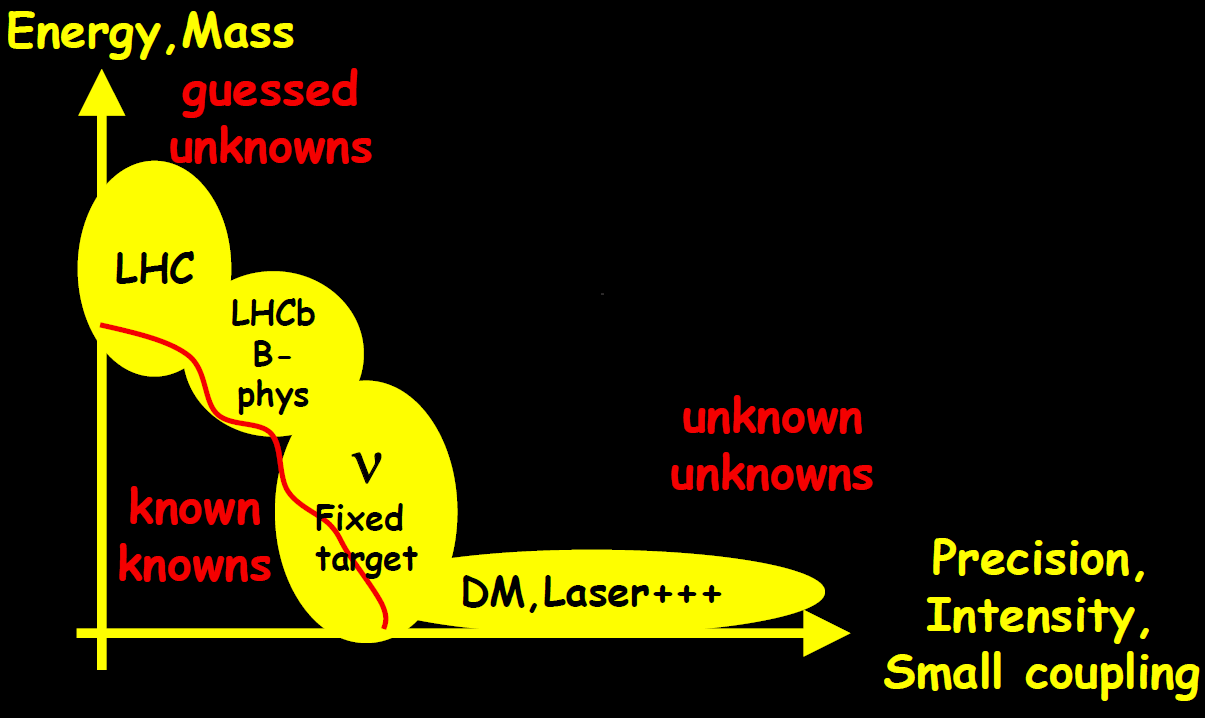 Energy,Mass
guessed
unknowns
LHC
LHCb
B-
phys
ν
Fixed
target
known
knowns
unknown
unknowns
DM,Laser+++
Precision,
Intensity,
Small coupling